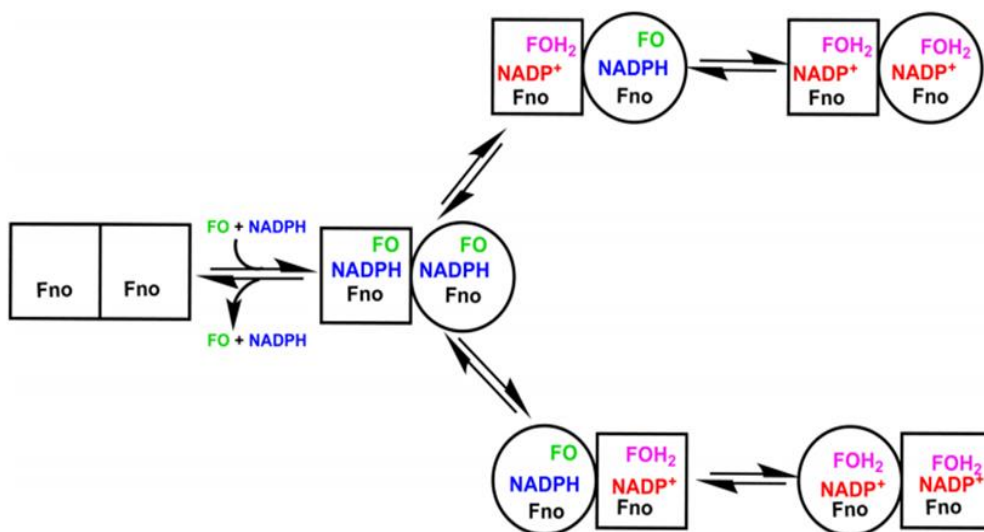 FOH₂ FO FOH₂ FOH₂
NADP⁺ NADPH NADP⁺ NADP⁺
Fno Fno Fno Fno
FO + NADPH
FO FO
NADPH NADPH
Fno Fno Fno Fno
FO + NADPH
FO FOH₂ FOH₂ FOH₂
NADPH NADP⁺ NADP⁺ NADP⁺
Fno Fno Fno Fno